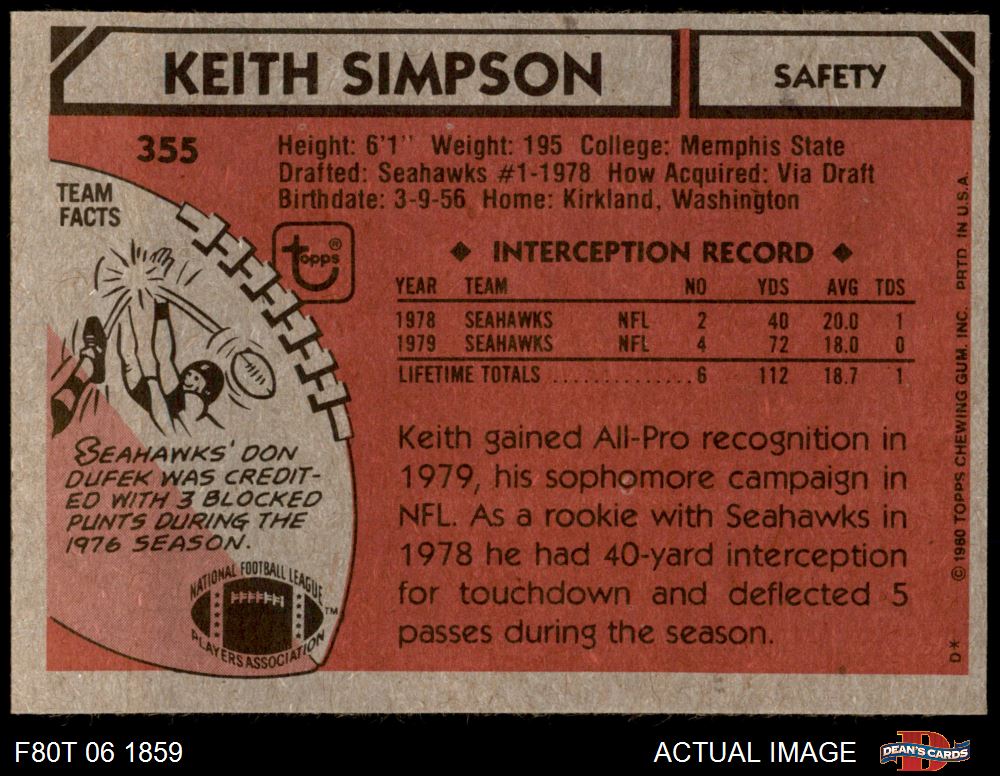 KEITH SIMPSON
SAFETY
355
Height: 6'1" Weight: 195 College: Memphis State
Drafted: Seahawks #1-1978 How Acquired: Via Draft
Birthdate: 3-9-56 Home: Kirkland, Washington
TEAM
FACTS
topps®
◆ INTERCEPTION RECORD ◆
YEAR TEAM NO YDS AVG TDS
1978 SEAHAWKS NFL 2 40 20.0 1
1979 SEAHAWKS NFL 4 72 18.0 0
LIFETIME TOTALS .............6 112 18.7 1
SEAHAWKS' DON
DUFEK WAS CREDIT-
ED WITH 3 BLOCKED
PUNTS DURING THE
1976 SEASON.
Keith gained All-Pro recognition in
1979, his sophomore campaign in
NFL. As a rookie with Seahawks in
1978 he had 40-yard interception
for touchdown and deflected 5
passes during the season.
NATIONAL FOOTBALL LEAGUE
PLAYERS ASSOCIATION
TM
D* © 1980 TOPPS CHEWING GUM, INC. PRTD. IN U.S.A.
F80T 06 1859
ACTUAL IMAGE
DEAN'S CARDS